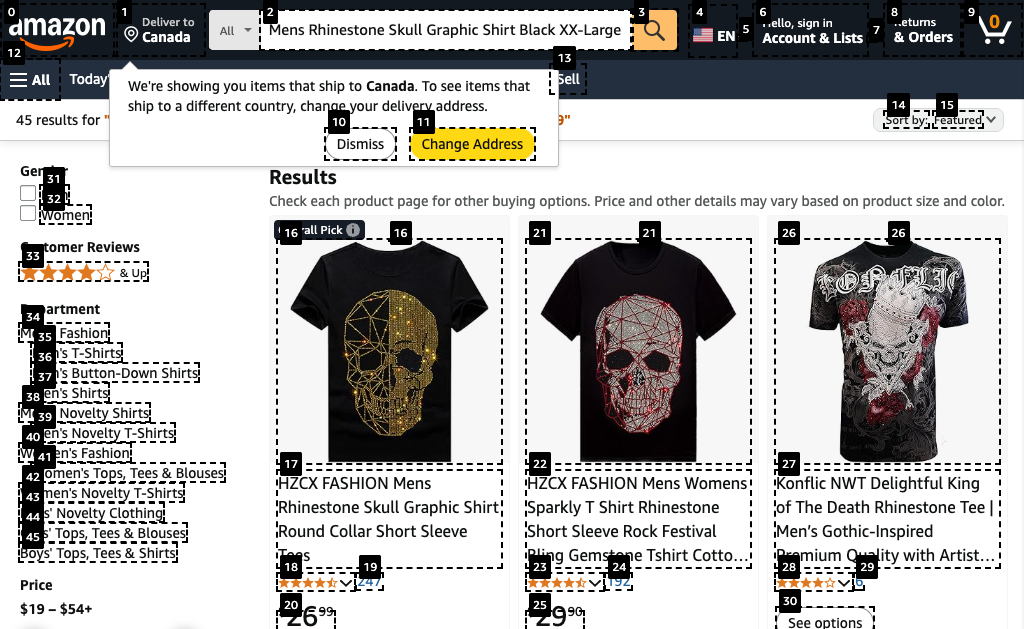 0 1 2 3 4 5 6 7 8 9
amazon
Deliver to
Canada
All
Mens Rhinestone Skull Graphic Shirt Black XX-Large
EN
Hello, sign in
Account & Lists
Returns
& Orders
0
12
13
All
Today'
Sell
We're showing you items that ship to Canada. To see items that
ship to a different country, change your delivery address.
10 11
Dismiss
Change Address
45 results for "
9"
14 15
Sort by:
Featured
Gender
31
32
Women
Customer Reviews
33
& Up
Department
34
Fashion
35
n's T-Shirts
36
n's Button-Down Shirts
37
en's Shirts
38
Novelty Shirts
39
en's Novelty T-Shirts
40
en's Fashion
41
omen's Tops, Tees & Blouses
42
men's Novelty T-Shirts
43
s' Novelty Clothing
44
s' Tops, Tees & Blouses
45
Boys' Tops, Tees & Shirts
Price
$19 – $54+
Results
Check each product page for other buying options. Price and other details may vary based on product size and color.
16 16
erall Pick
17
HZCX FASHION Mens
Rhinestone Skull Graphic Shirt
Round Collar Short Sleeve
Tees
18 19
247
20
26 99
21 21
22
HZCX FASHION Mens Womens
Sparkly T Shirt Rhinestone
Short Sleeve Rock Festival
Bling Gemstone Tshirt Cotto…
23 24
192
25
29 90
26 26
KONFLIC
27
Konflic NWT Delightful King
of The Death Rhinestone Tee |
Men's Gothic-Inspired
Premium Quality with Artist…
28 29
6
30
See options